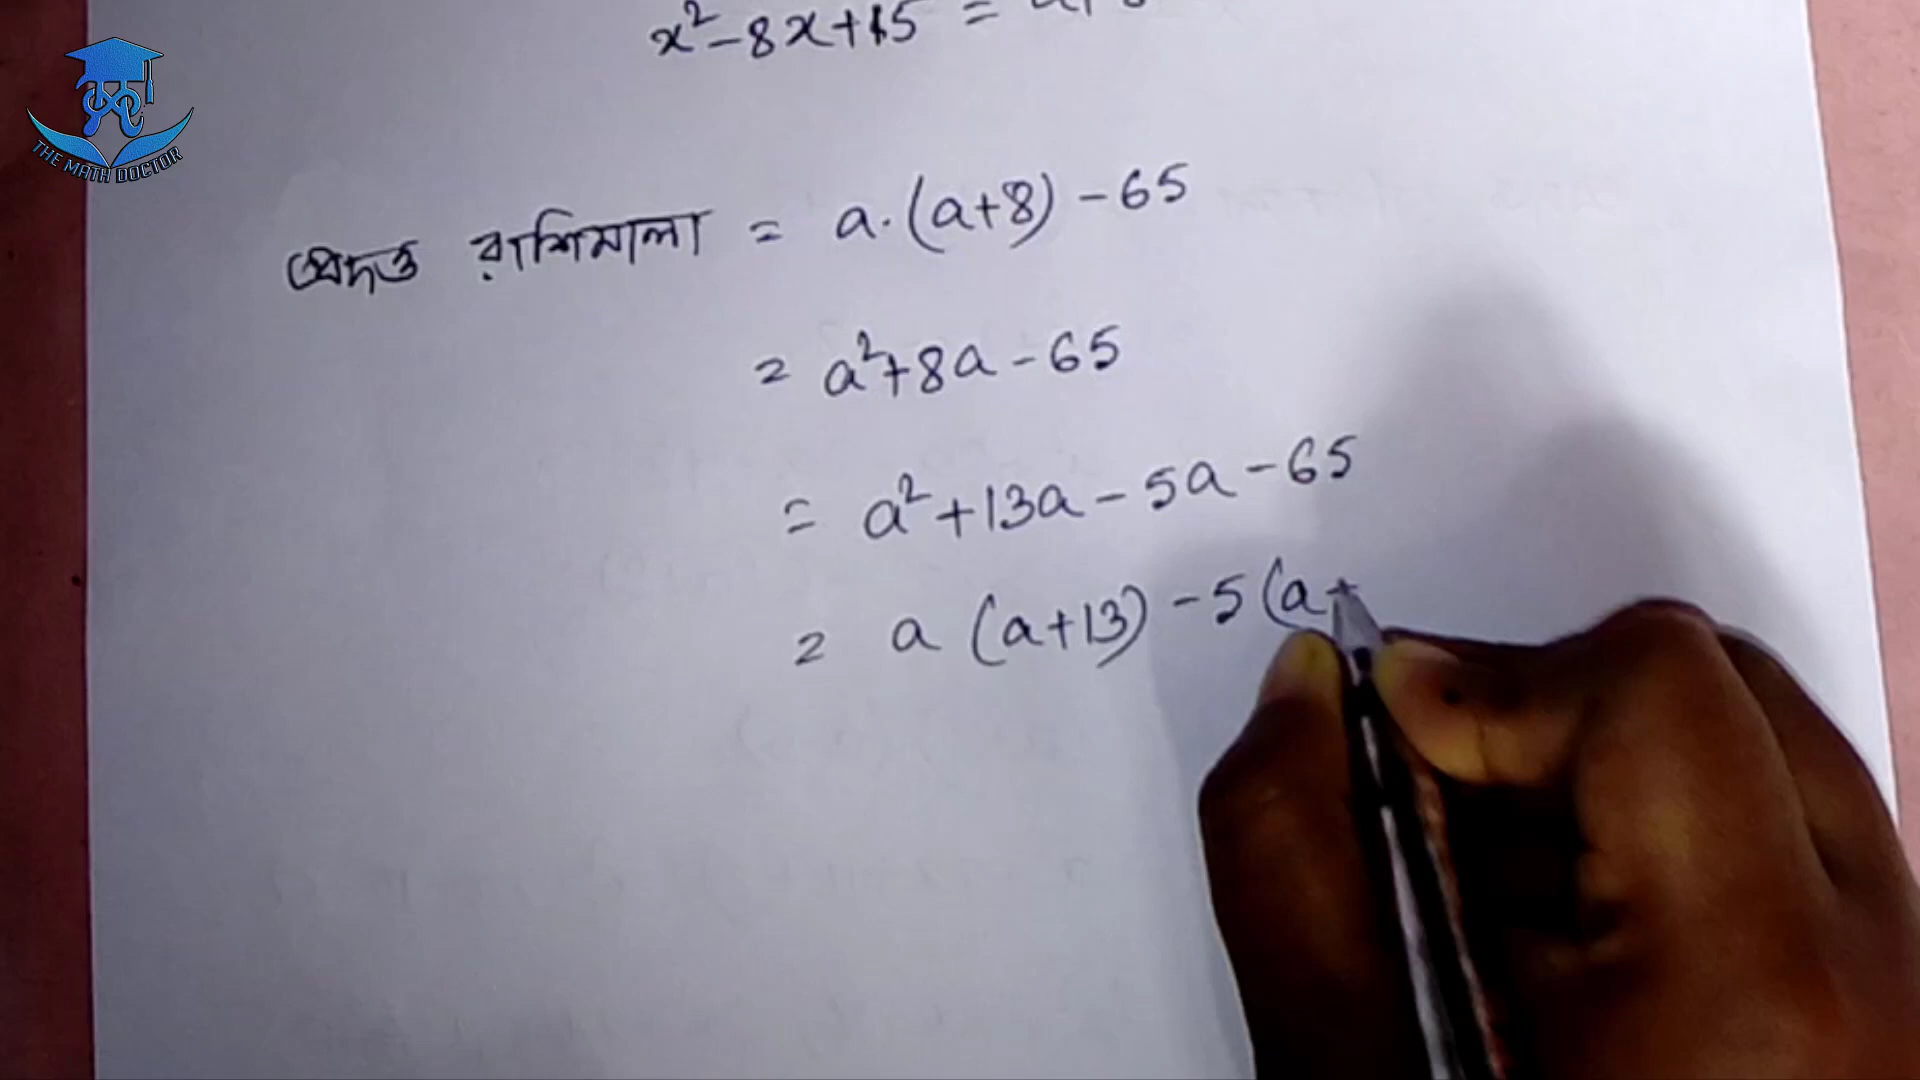 x²-8x+15 =
THE MATH DOCTOR
প্রদত্ত রাশিমালা = a.(a+8)-65
= a²+8a-65
= a²+13a-5a-65
= a (a+13) -5(a+